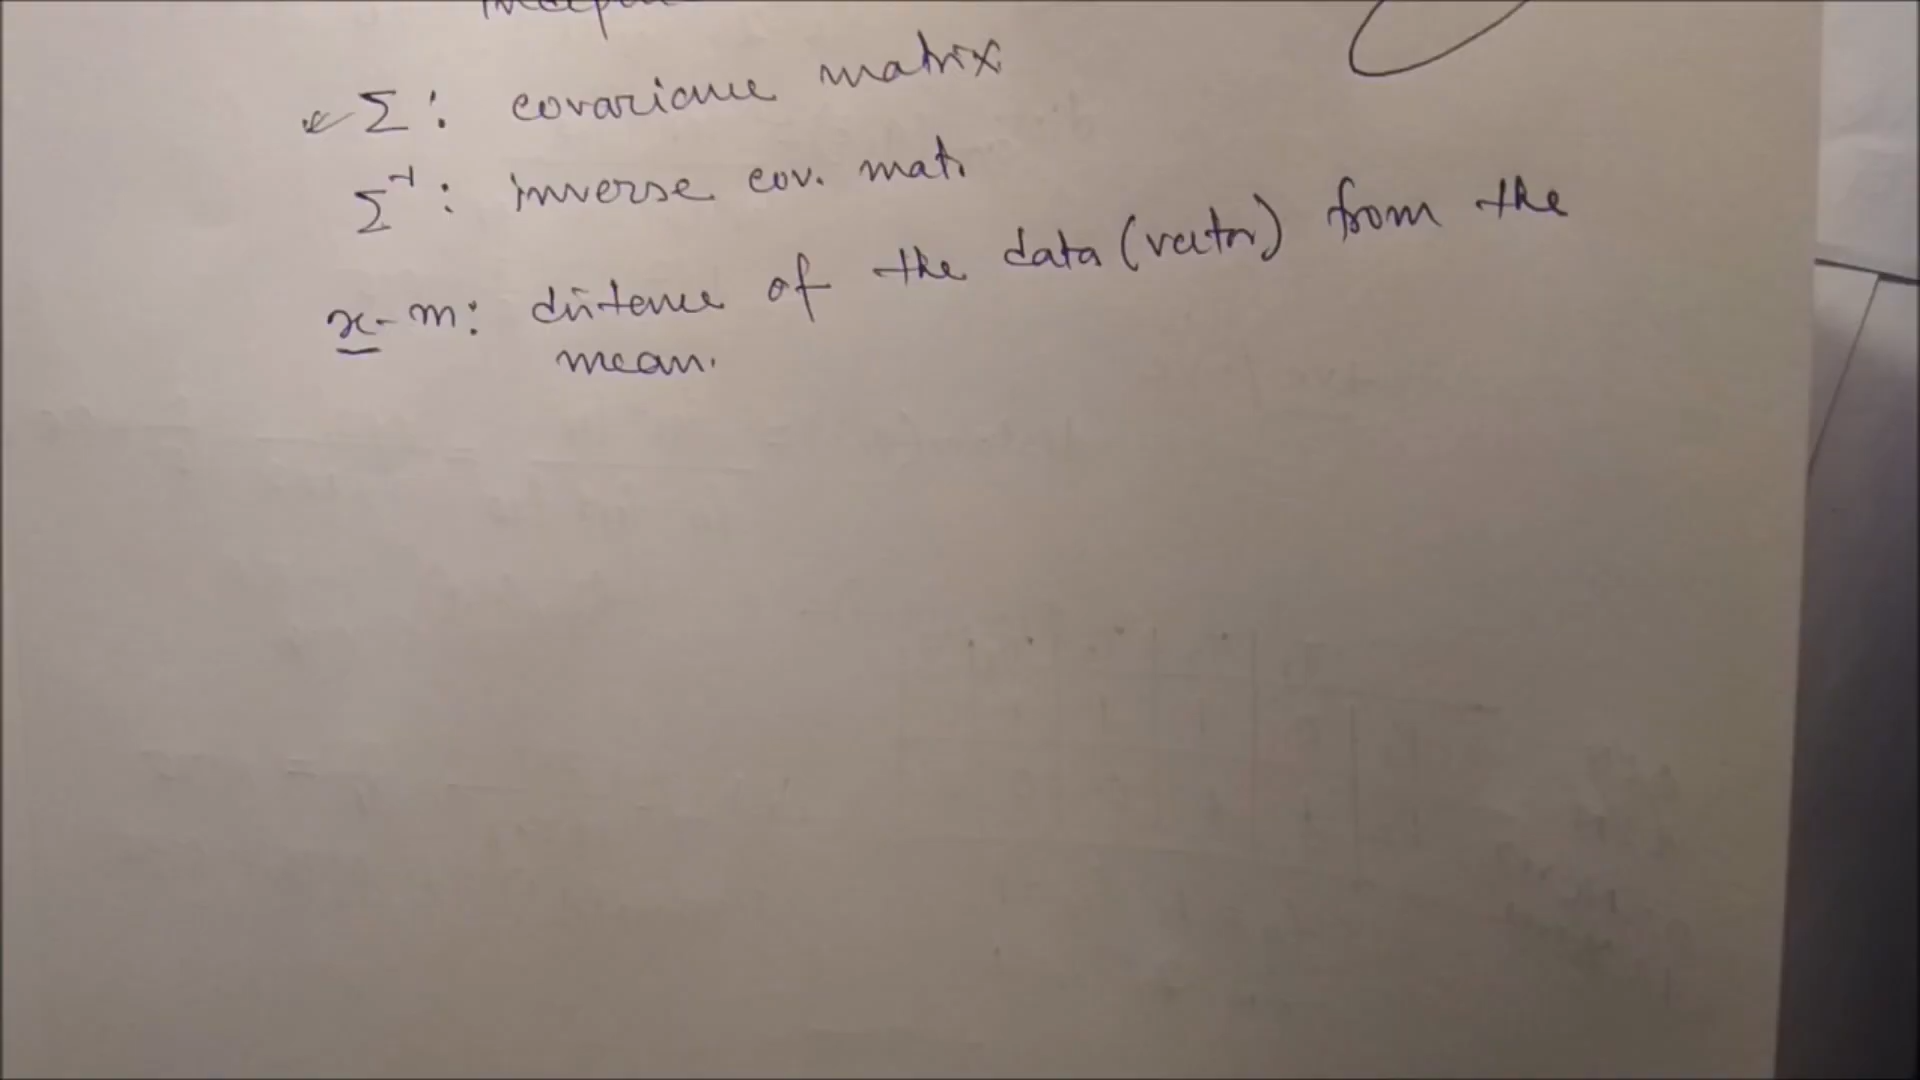 Σ: covariance matrix
Σ⁻¹: inverse cov. mat.
x - m: distance of the data (vector) from the
mean.